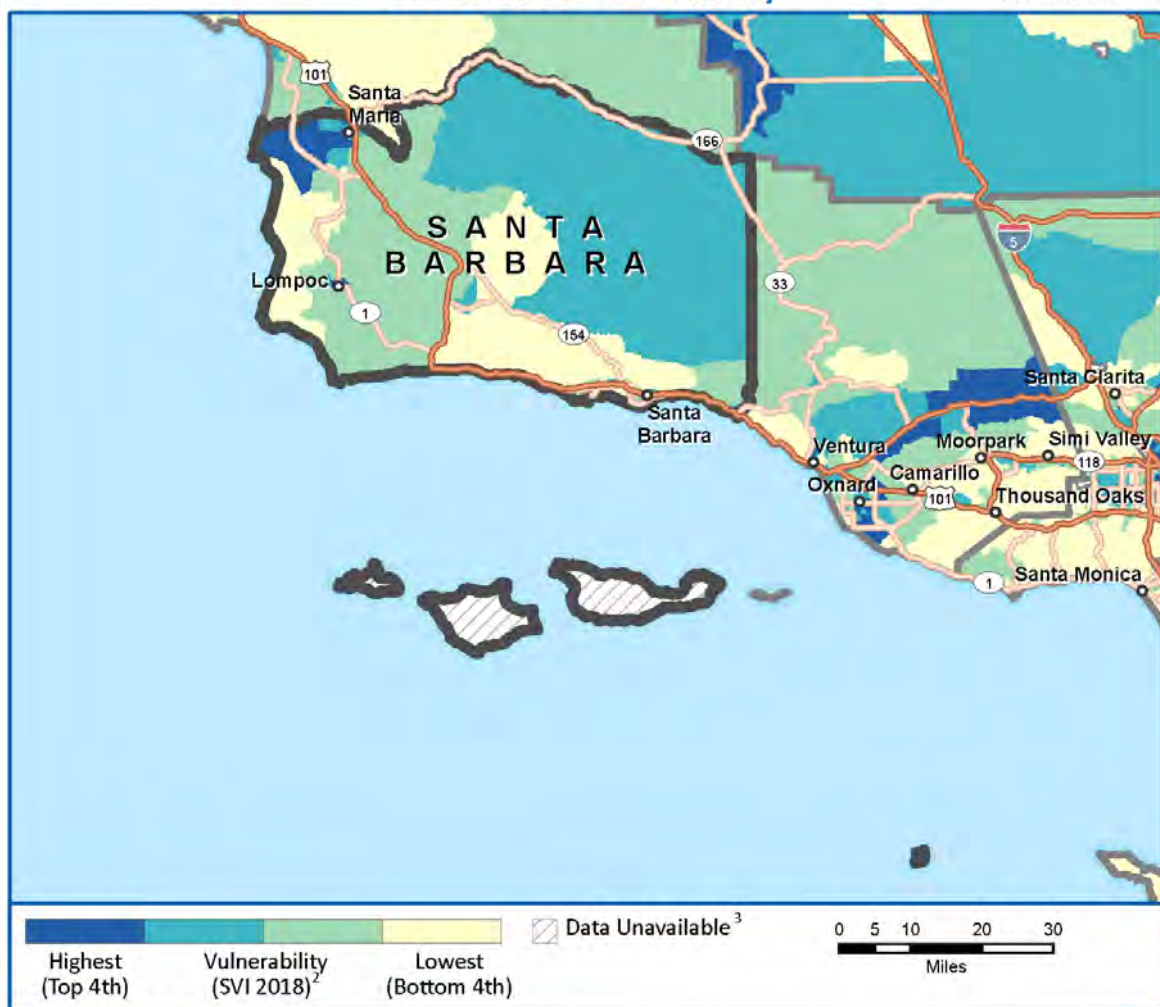 101
Santa
Maria
166
SANTA
BARBARA
5
Lompoc
33
1
154
Santa Clarita
Santa
Barbara
Ventura
Moorpark
Simi Valley
118
Camarillo
Oxnard
101
Thousand Oaks
1
Santa Monica
Data Unavailable3
0 5 10 20 30
Miles
Highest
(Top 4th)
Vulnerability
(SVI 2018)2
Lowest
(Bottom 4th)